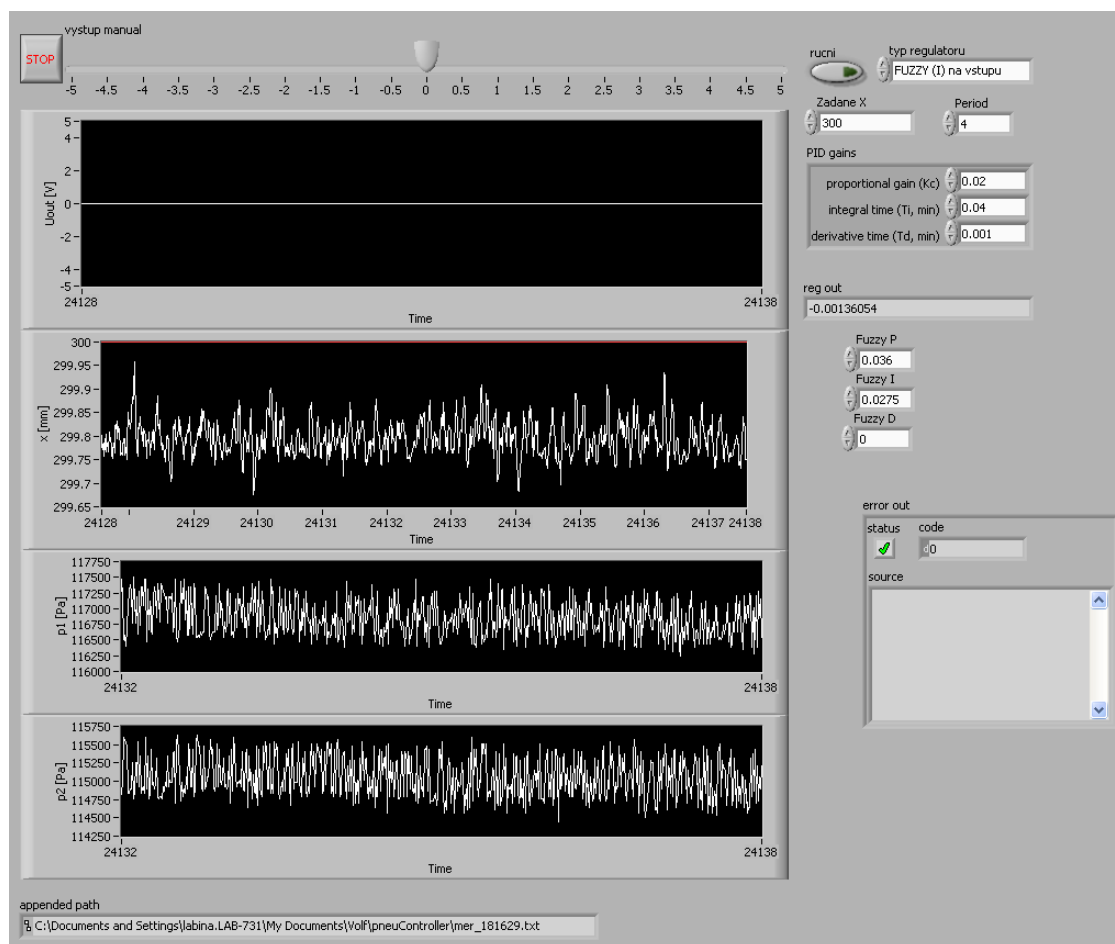 vystup manual
STOP
-5 -4.5 -4 -3.5 -3 -2.5 -2 -1.5 -1 -0.5 0 0.5 1 1.5 2 2.5 3 3.5 4 4.5 5
rucni
typ regulatoru
FUZZY (I) na vstupu
Zadane X
Period
300
4
PID gains
proportional gain (Kc) 0.02
integral time (Ti, min) 0.04
derivative time (Td, min) 0.001
reg out
-0.00136054
Fuzzy P
0.036
Fuzzy I
0.0275
Fuzzy D
0
error out
status code
d 0
source
Uout [V]
5
4
2
0
-2
-4
-5
24128 24138
Time
x [mm]
300
299.95
299.9
299.85
299.8
299.75
299.7
299.65
24128 24129 24130 24131 24132 24133 24134 24135 24136 24137 24138
Time
p1 [Pa]
117750
117500
117250
117000
116750
116500
116250
116000
24132 24138
Time
p2 [Pa]
115750
115500
115250
115000
114750
114500
114250
24132 24138
Time
appended path
C:\Documents and Settings\labina.LAB-731\My Documents\Volf\pneuController\mer_181629.txt